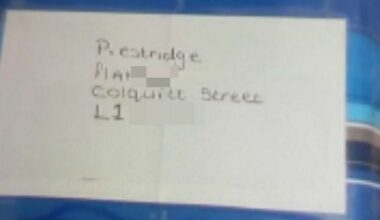 P. estridge
Flat
Colquitt Street
L1